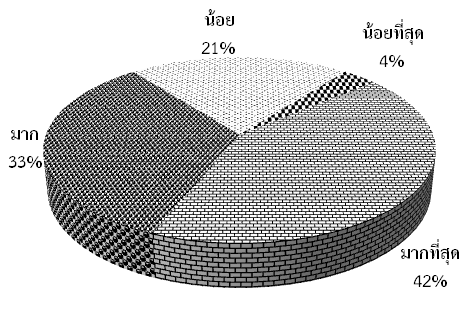 น้อย
21%
น้อยที่สุด
4%
มาก
33%
มากที่สุด
42%